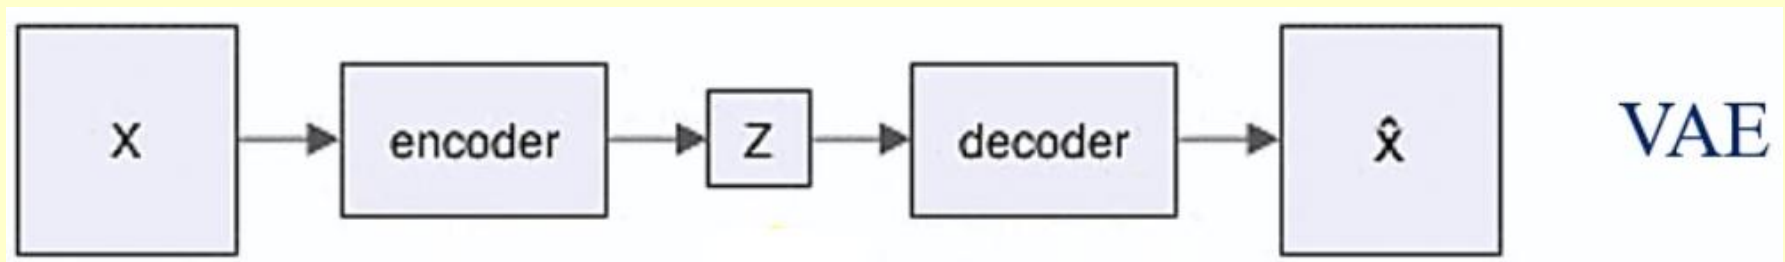 X
encoder
Z
decoder
x̂
VAE